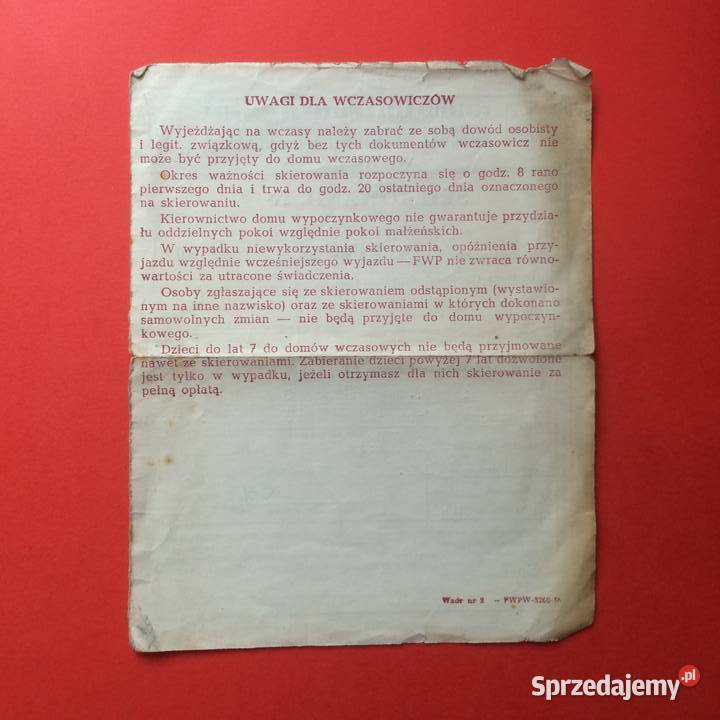 UWAGI DLA WCZASOWICZÓW
Wyjeżdżając na wczasy należy zabrać ze sobą dowód osobisty
i legit. związkową, gdyż bez tych dokumentów wczasowicz nie
może być przyjęty do domu wczasowego.
Okres ważności skierowania rozpoczyna się o godz. 8 rano
pierwszego dnia i trwa do godz. 20 ostatniego dnia oznaczonego
na skierowaniu.
Kierownictwo domu wypoczynkowego nie gwarantuje przydzia-
łu oddzielnych pokoi względnie pokoi małżeńskich.
W wypadku niewykorzystania skierowania, opóźnienia przy-
jazdu względnie wcześniejszego wyjazdu — FWP nie zwraca równo-
wartości za utracone świadczenia.
Osoby zgłaszające się ze skierowaniem odstąpionym (wystawio-
nym na inne nazwisko) oraz ze skierowaniami w których dokonano
samowolnych zmian — nie będą przyjęte do domu wypoczyn-
kowego.
Dzieci do lat 7 do domów wczasowych nie będą przyjmowane
nawet ze skierowaniami. Zabieranie dzieci powyżej 7 lat dozwolone
jest tylko w wypadku, jeżeli otrzymasz dla nich skierowanie za
pełną opłatą.
Wzór nr 2 —
Sprzedajemy.pl